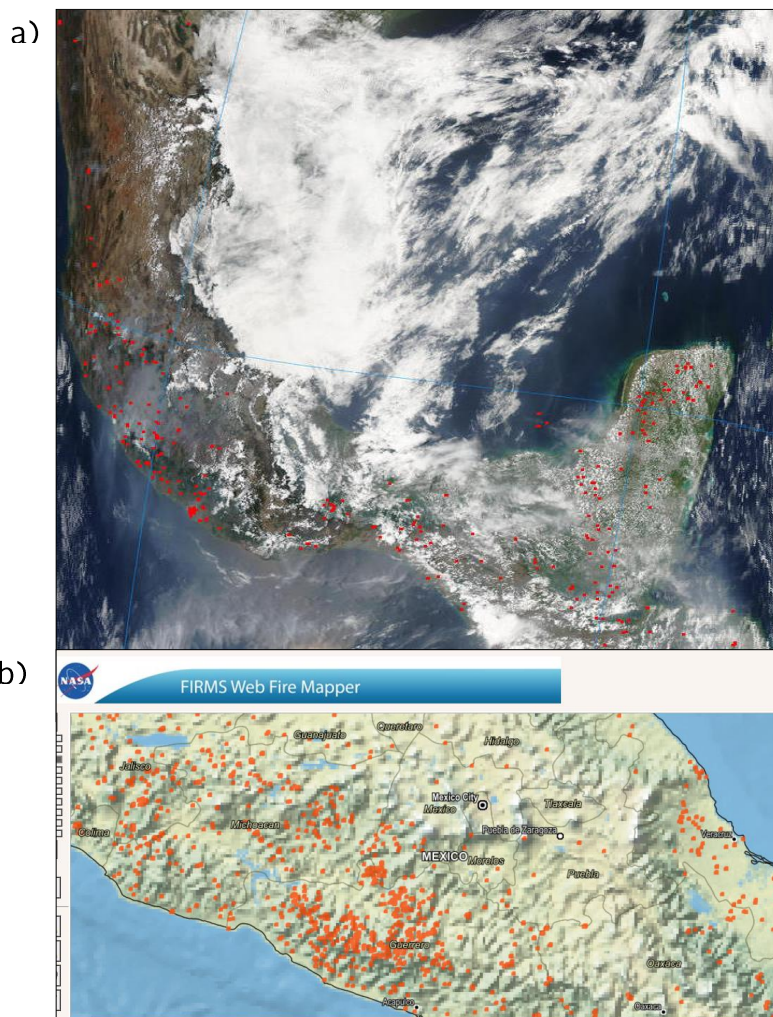 a)
b)
NASA
FIRMS Web Fire Mapper
Queretaro
Guanajuato
Hidalgo
Jalisco
Mexico City
Mexico
Tlaxcala
Michoacan
Colima
Puebla de Zaragoza
Veracruz
MEXICO
Morelos
Puebla
Guerrero
Oaxaca
Acapulco
Oaxaca